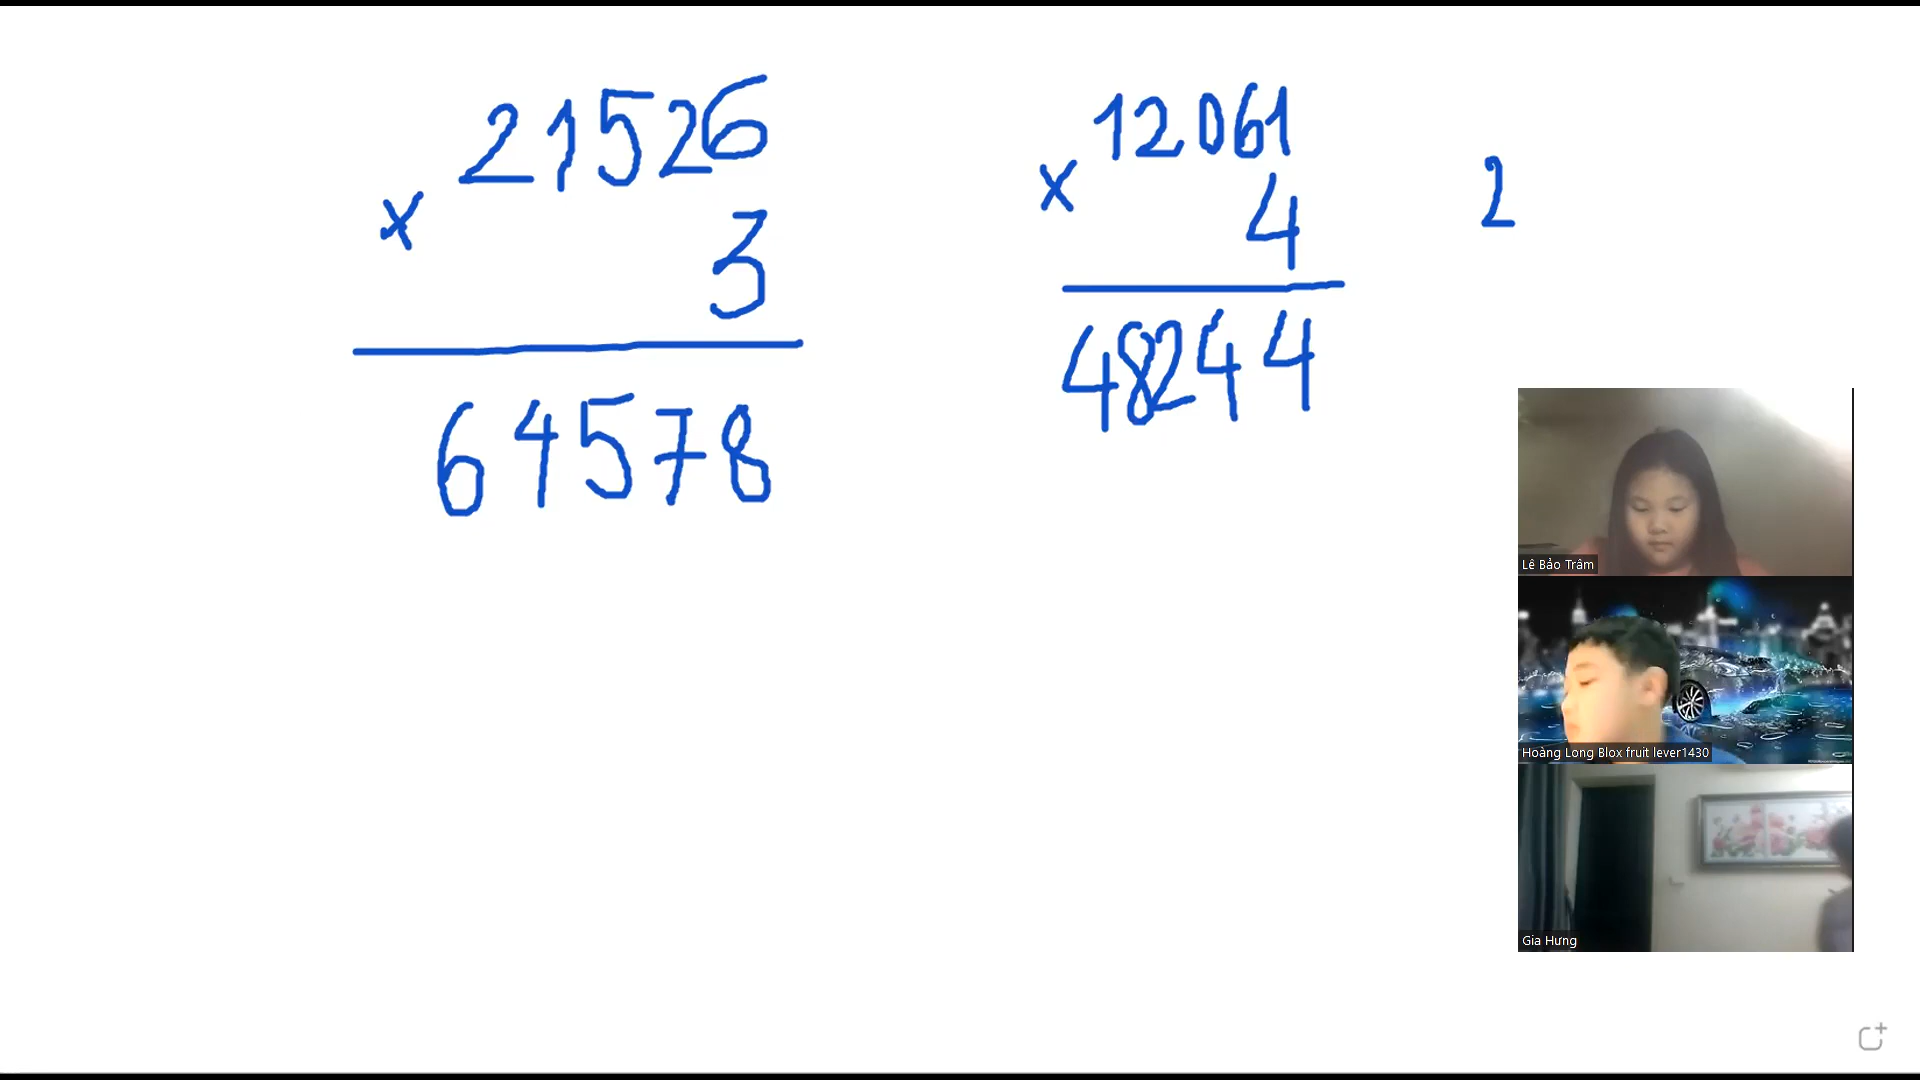 21526
x
3
64578
12061
x
4
48244
2
Lê Bảo Trâm
Hoàng Long Blox fruit lever1430
Gia Hưng